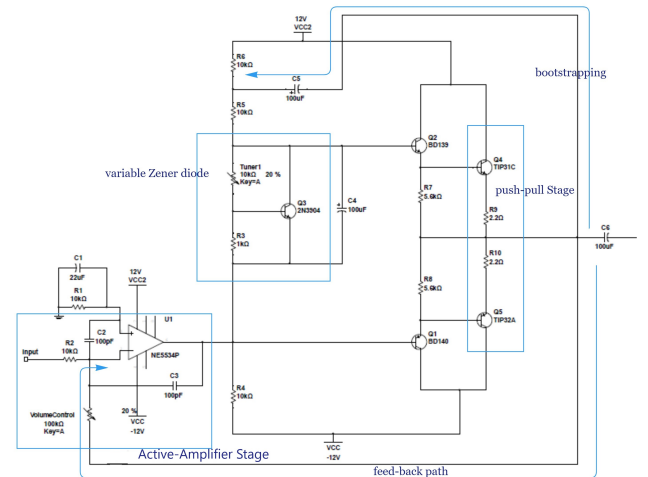 12V
VCC2
R6
10kΩ
bootstrapping
C5
100uF
R5
10kΩ
Q2
BD139
Q4
TIP31C
variable Zener diode
Tuner1
10kΩ
Key=A
20 %
Q3
2N3904
C4
100uF
R7
5.6kΩ
push-pull Stage
R9
2.2Ω
R3
1kΩ
C6
100uF
R10
2.2Ω
C1
22uF
12V
VCC2
R8
5.6kΩ
R1
10kΩ
U1
Q5
TIP32A
C2
100pF
Input
R2
10kΩ
NE5534P
Q1
BD140
C3
100pF
R4
10kΩ
VolumeControl
100kΩ
Key=A
20 %
VCC
-12V
VCC
-12V
Active-Amplifier Stage
feed-back path